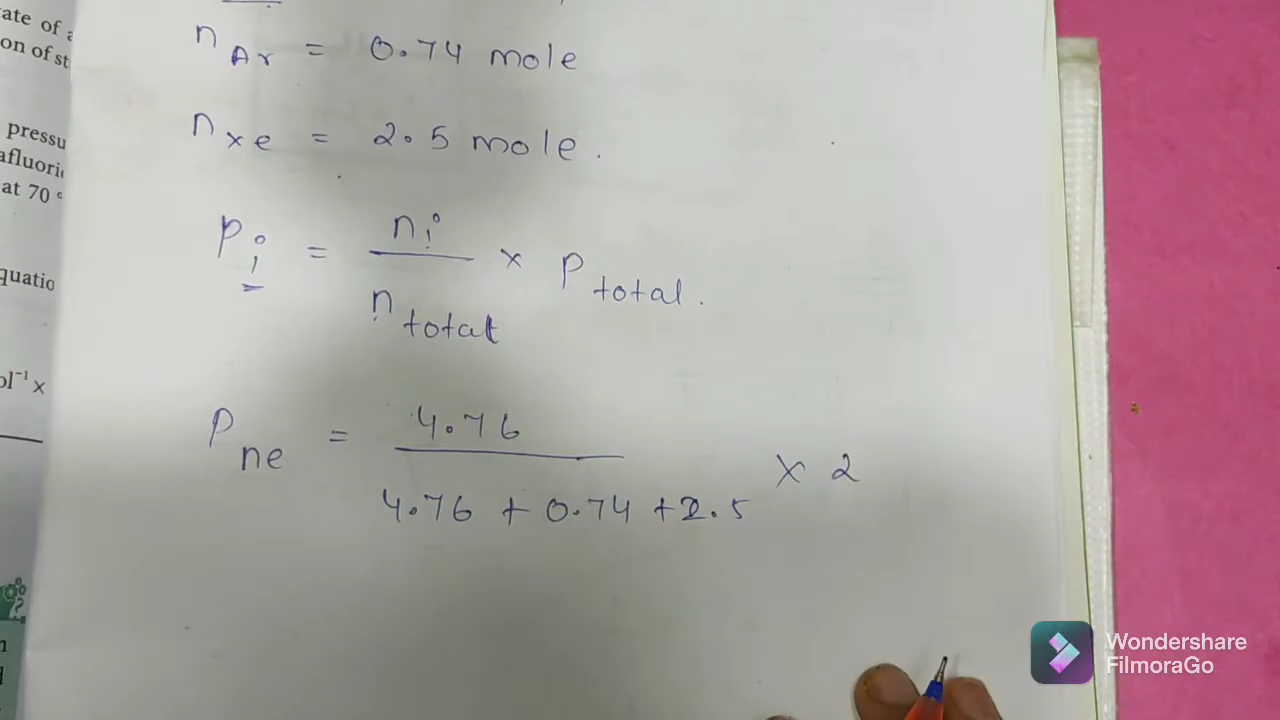 ate of a
on of st
pressu
afluori
at 70 °
quatio
ol⁻¹ x
n Ar = 0.74 mole
n xe = 2.5 mole.
P i = n i / n total × P total.
P ne = 4.76 / 4.76 + 0.74 + 2.5 × 2
Wondershare
FilmoraGo